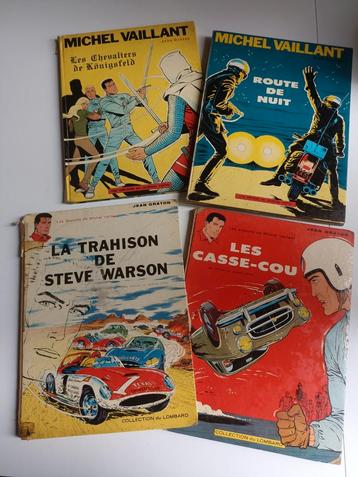 MICHEL VAILLANT
JEAN GRATON
Les Chevaliers
de Königsfeld
MICHEL VAILLANT
ROUTE
DE
NUIT
JEAN GRATON
LA TRAHISON
DE
STEVE WARSON
COLLECTION DU LOMBARD
JEAN GRATON
LES
CASSE-COU
COLLECTION DU LOMBARD